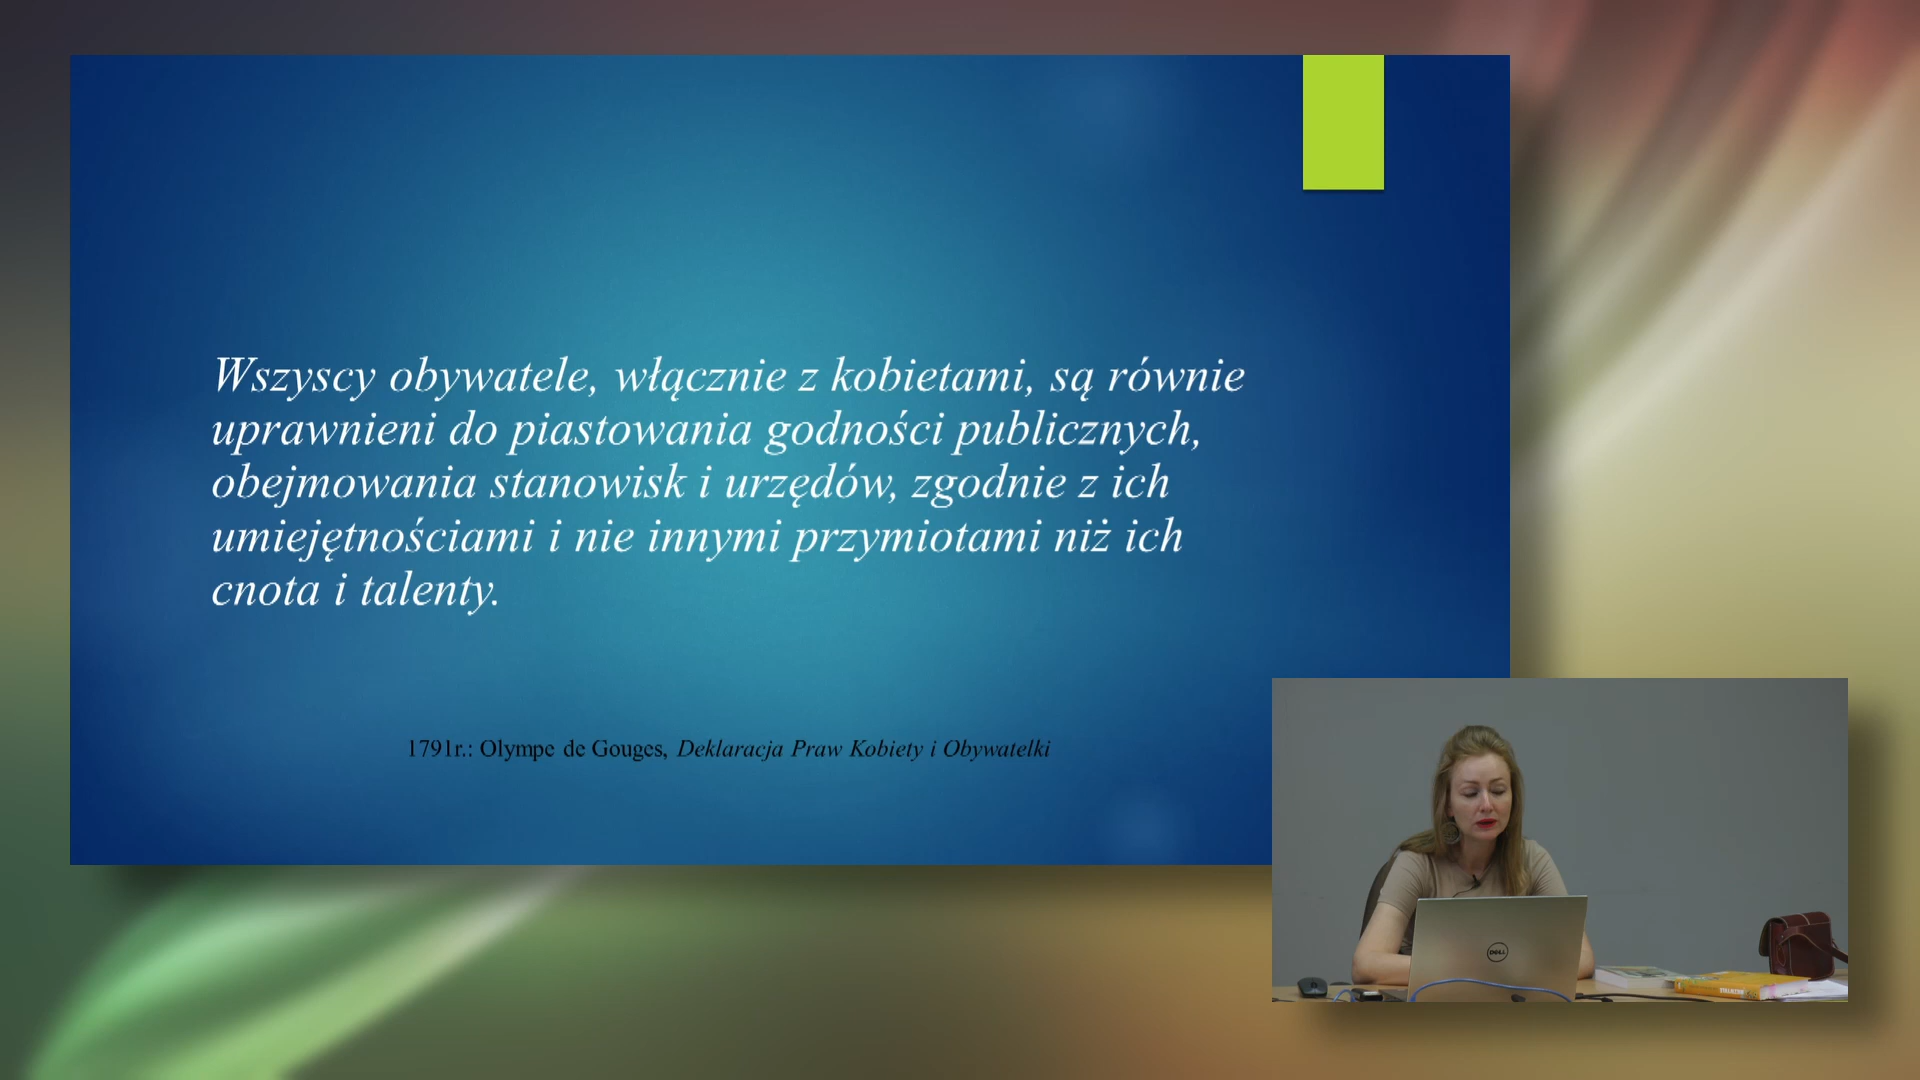 Wszyscy obywatele, włącznie z kobietami, są równie
uprawnieni do piastowania godności publicznych,
obejmowania stanowisk i urzędów, zgodnie z ich
umiejętnościami i nie innymi przymiotami niż ich
cnota i talenty.
1791r.: Olympe de Gouges, Deklaracja Praw Kobiety i Obywatelki
DELL